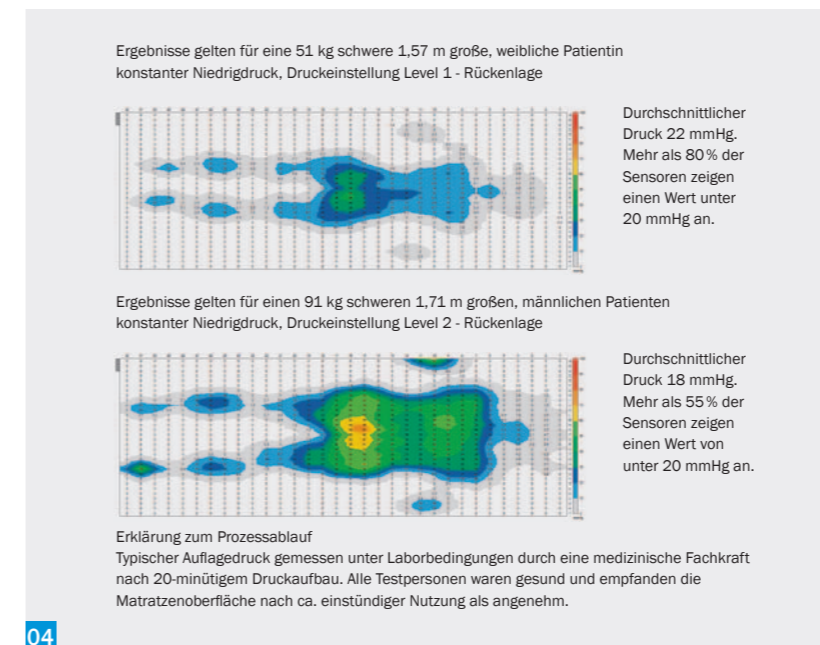 Ergebnisse gelten für eine 51 kg schwere 1,57 m große, weibliche Patientin
konstanter Niedrigdruck, Druckeinstellung Level 1 - Rückenlage
Durchschnittlicher
Druck 22 mmHg.
Mehr als 80 % der
Sensoren zeigen
einen Wert unter
20 mmHg an.
Ergebnisse gelten für einen 91 kg schweren 1,71 m großen, männlichen Patienten
konstanter Niedrigdruck, Druckeinstellung Level 2 - Rückenlage
Durchschnittlicher
Druck 18 mmHg.
Mehr als 55 % der
Sensoren zeigen
einen Wert von
unter 20 mmHg an.
Erklärung zum Prozessablauf
Typischer Auflagedruck gemessen unter Laborbedingungen durch eine medizinische Fachkraft
nach 20-minütigem Druckaufbau. Alle Testpersonen waren gesund und empfanden die
Matratzenoberfläche nach ca. einstündiger Nutzung als angenehm.
04